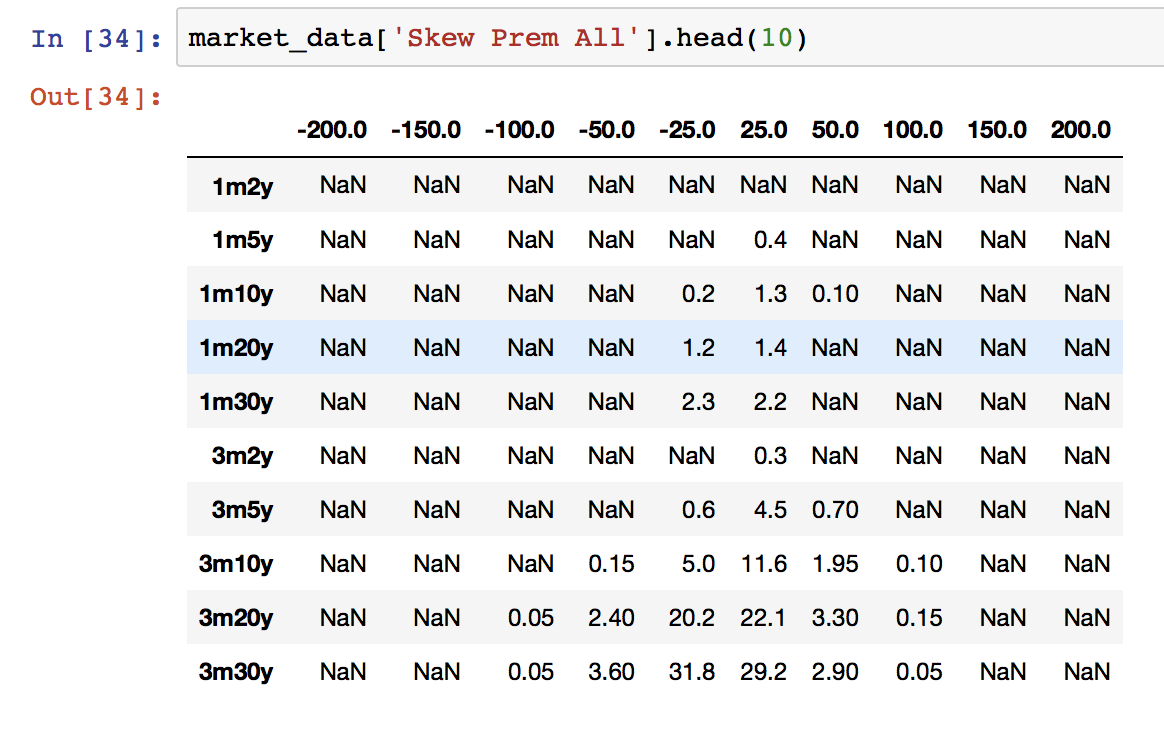 In [34]: market_data['Skew Prem All'].head(10)
Out[34]:
-200.0 -150.0 -100.0 -50.0 -25.0 25.0 50.0 100.0 150.0 200.0
1m2y NaN NaN NaN NaN NaN NaN NaN NaN NaN NaN
1m5y NaN NaN NaN NaN NaN 0.4 NaN NaN NaN NaN
1m10y NaN NaN NaN NaN 0.2 1.3 0.10 NaN NaN NaN
1m20y NaN NaN NaN NaN 1.2 1.4 NaN NaN NaN NaN
1m30y NaN NaN NaN NaN 2.3 2.2 NaN NaN NaN NaN
3m2y NaN NaN NaN NaN NaN 0.3 NaN NaN NaN NaN
3m5y NaN NaN NaN NaN 0.6 4.5 0.70 NaN NaN NaN
3m10y NaN NaN NaN 0.15 5.0 11.6 1.95 0.10 NaN NaN
3m20y NaN NaN 0.05 2.40 20.2 22.1 3.30 0.15 NaN NaN
3m30y NaN NaN 0.05 3.60 31.8 29.2 2.90 0.05 NaN NaN